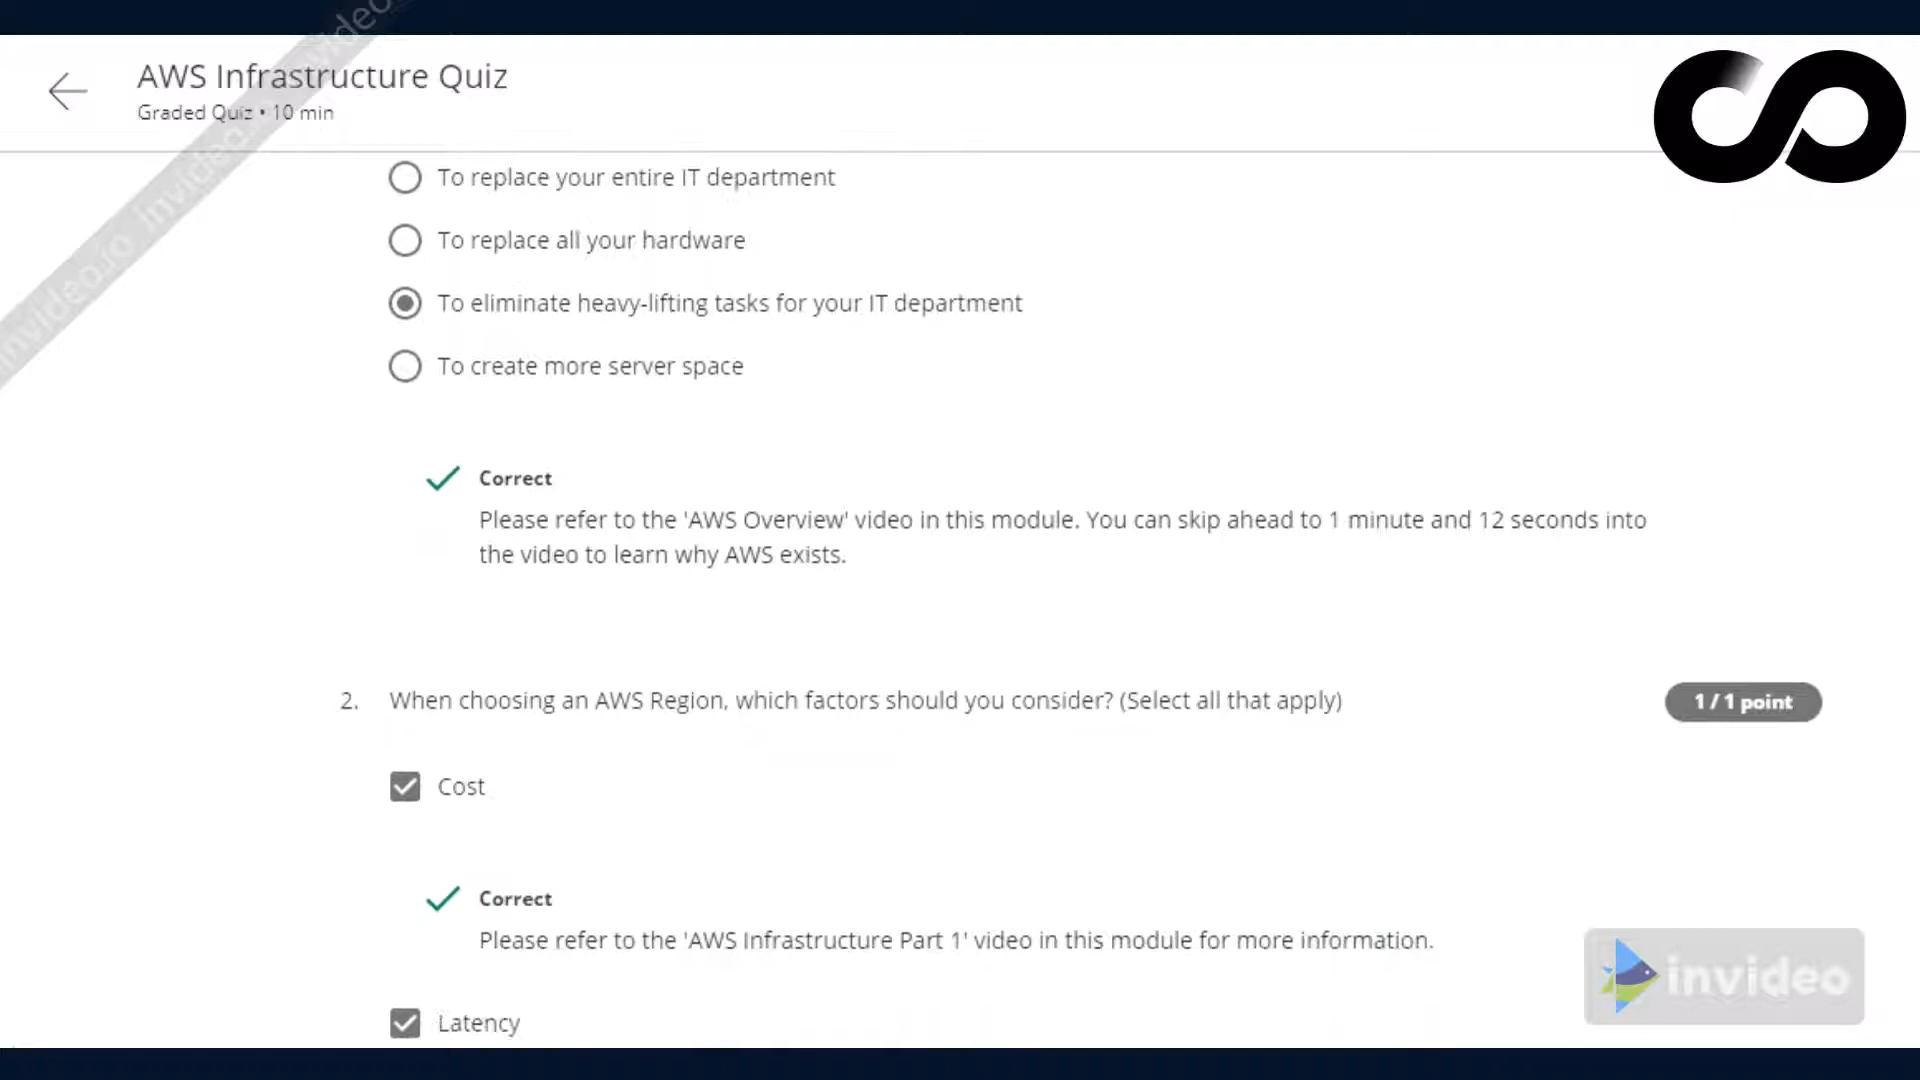 AWS Infrastructure Quiz
Graded Quiz • 10 min
To replace your entire IT department
To replace all your hardware
To eliminate heavy-lifting tasks for your IT department
To create more server space
Correct
Please refer to the 'AWS Overview' video in this module. You can skip ahead to 1 minute and 12 seconds into
the video to learn why AWS exists.
2. When choosing an AWS Region, which factors should you consider? (Select all that apply)
1 / 1 point
Cost
Correct
Please refer to the 'AWS Infrastructure Part 1' video in this module for more information.
invideo
Latency